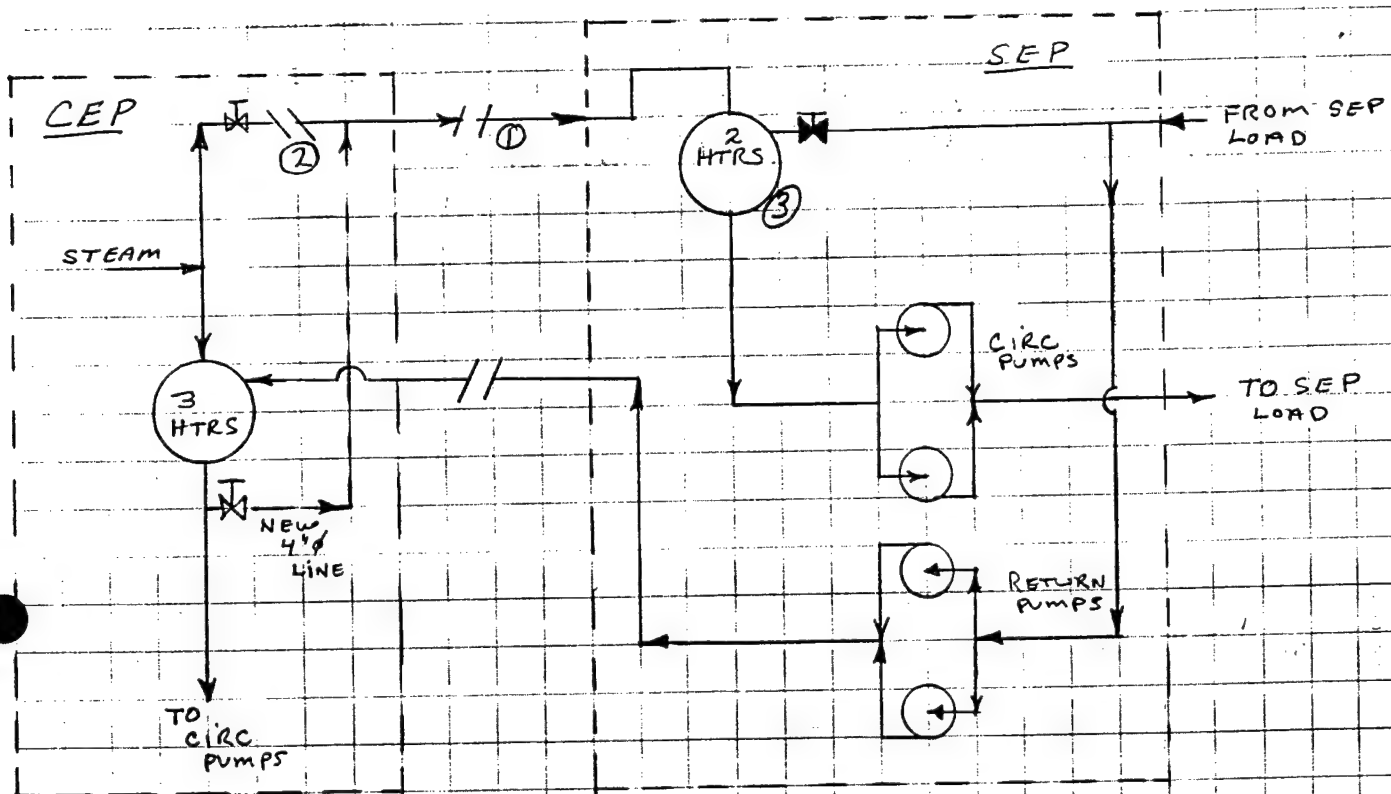 CEP
SEP
①
②
FROM SEP
LOAD
2
HTRS
③
STEAM
CIRC
PUMPS
TO SEP
LOAD
3
HTRS
NEW
4"φ
LINE
RETURN
PUMPS
TO
CIRC
PUMPS